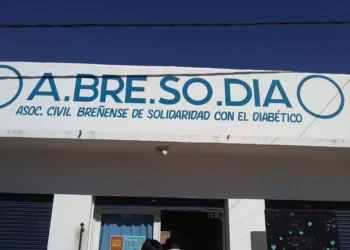 A.BRE.SO.DIA
ASOC. CIVIL BREÑENSE DE SOLIDARIDAD CON EL DIABÉTICO